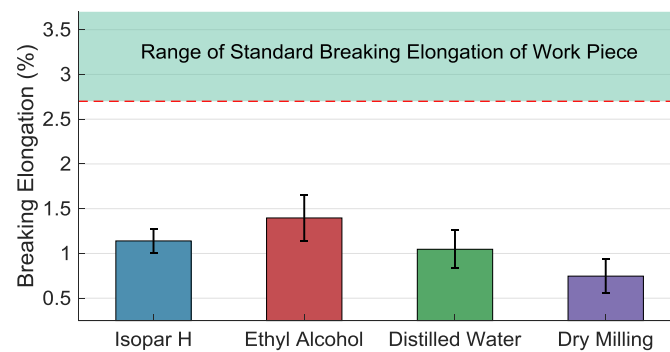 3.5
Range of Standard Breaking Elongation of Work Piece
3
2.5
2
1.5
1
0.5
Breaking Elongation (%)
Isopar H
Ethyl Alcohol
Distilled Water
Dry Milling